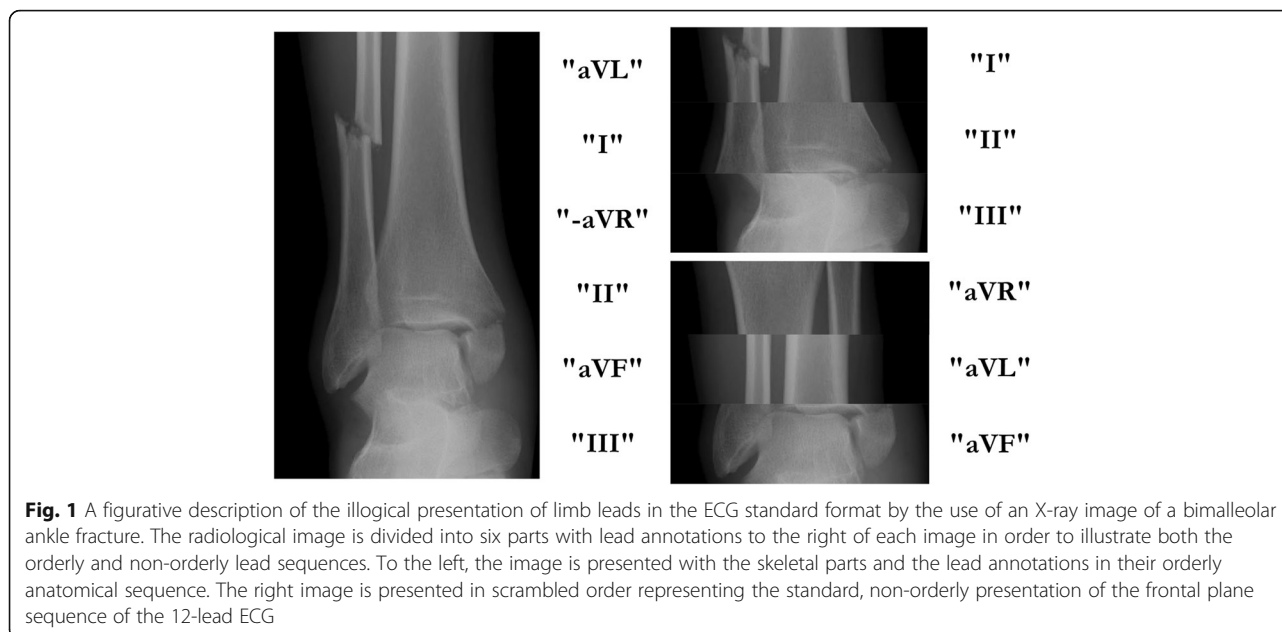 "aVL"
"I"
"-aVR"
"II"
"aVF"
"III"
"I"
"II"
"III"
"aVR"
"aVL"
"aVF"
Fig. 1 A figurative description of the illogical presentation of limb leads in the ECG standard format by the use of an X-ray image of a bimalleolar
ankle fracture. The radiological image is divided into six parts with lead annotations to the right of each image in order to illustrate both the
orderly and non-orderly lead sequences. To the left, the image is presented with the skeletal parts and the lead annotations in their orderly
anatomical sequence. The right image is presented in scrambled order representing the standard, non-orderly presentation of the frontal plane
sequence of the 12-lead ECG